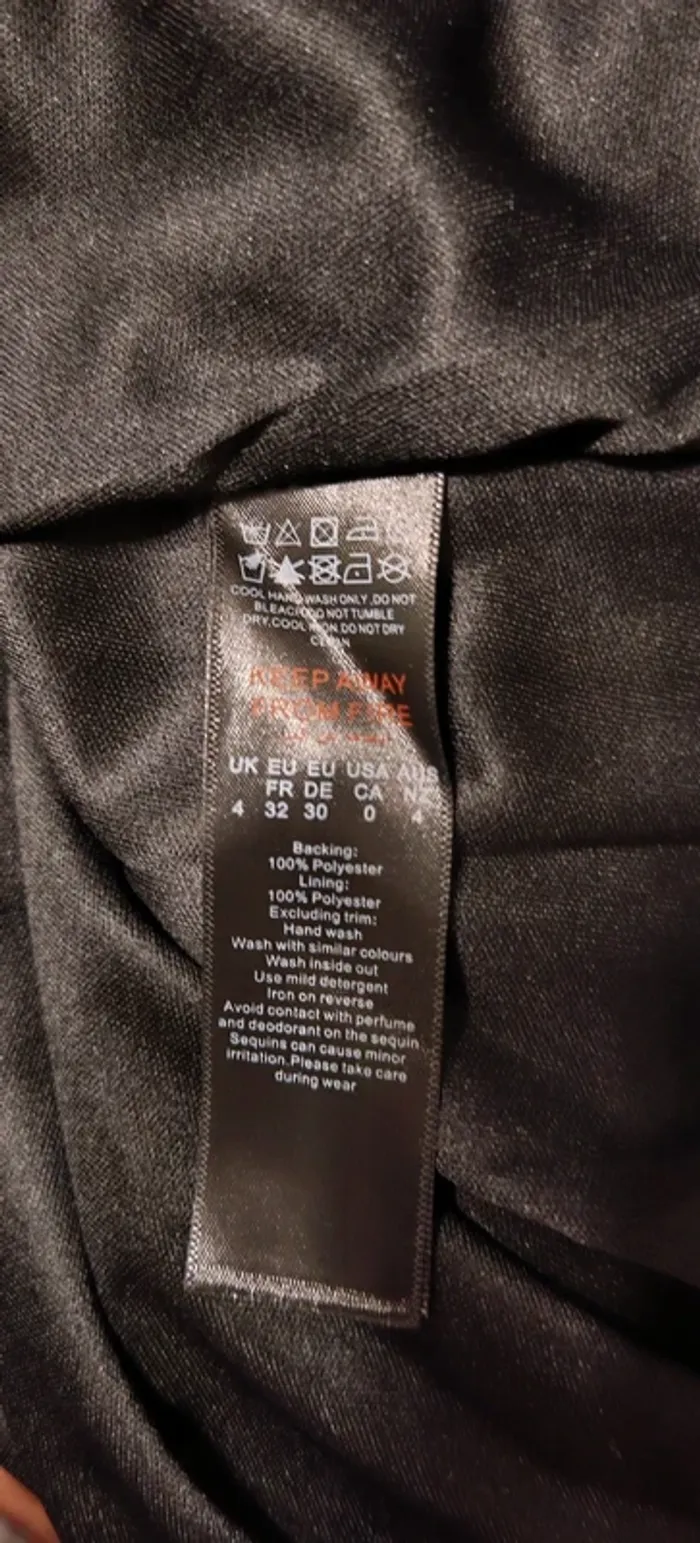 COOL HAND WASH ONLY .DO NOT
BLEACH.DO NOT TUMBLE
DRY.COOL IRON.DO NOT DRY
CLEAN
KEEP AWAY
FROM FIRE
UK EU EU USA AUS
FR DE CA NZ
4 32 30 0 4
Backing:
100% Polyester
Lining:
100% Polyester
Excluding trim:
Hand wash
Wash with similar colours
Wash inside out
Use mild detergent
Iron on reverse
Avoid contact with perfume
and deodorant on the sequin
Sequins can cause minor
irritation.Please take care
during wear